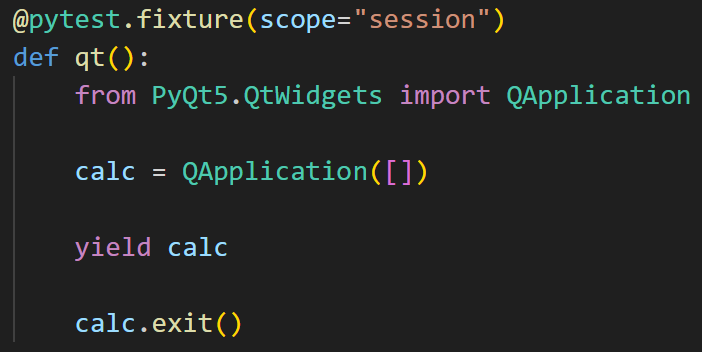 @pytest.fixture(scope="session")
def qt():
    from PyQt5.QtWidgets import QApplication
    calc = QApplication([])
    yield calc
    calc.exit()